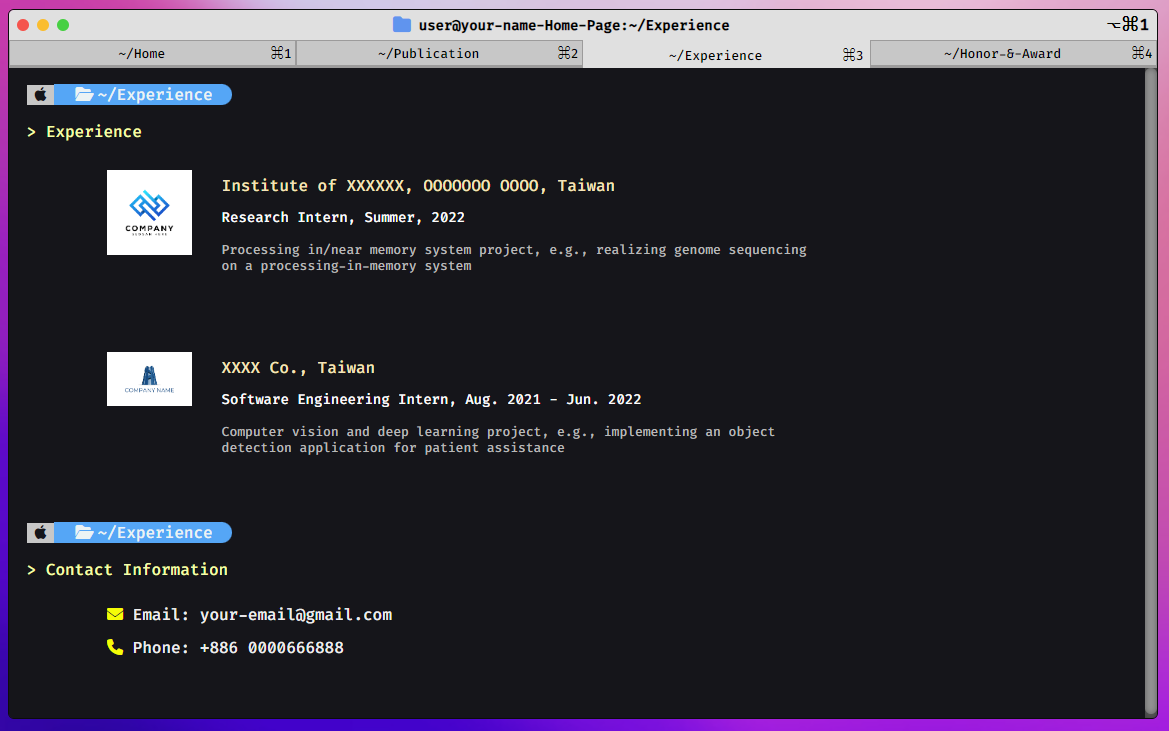 user@your-name-Home-Page:~/Experience ⌥⌘1
~/Home ⌘1 ~/Publication ⌘2 ~/Experience ⌘3 ~/Honor-&-Award ⌘4
~/Experience
> Experience
COMPANY
Institute of XXXXXX, OOOOOOO OOOO, Taiwan
Research Intern, Summer, 2022
Processing in/near memory system project, e.g., realizing genome sequencing
on a processing-in-memory system
COMPANY NAME
XXXX Co., Taiwan
Software Engineering Intern, Aug. 2021 - Jun. 2022
Computer vision and deep learning project, e.g., implementing an object
detection application for patient assistance
~/Experience
> Contact Information
Email: your-email@gmail.com
Phone: +886 0000666888